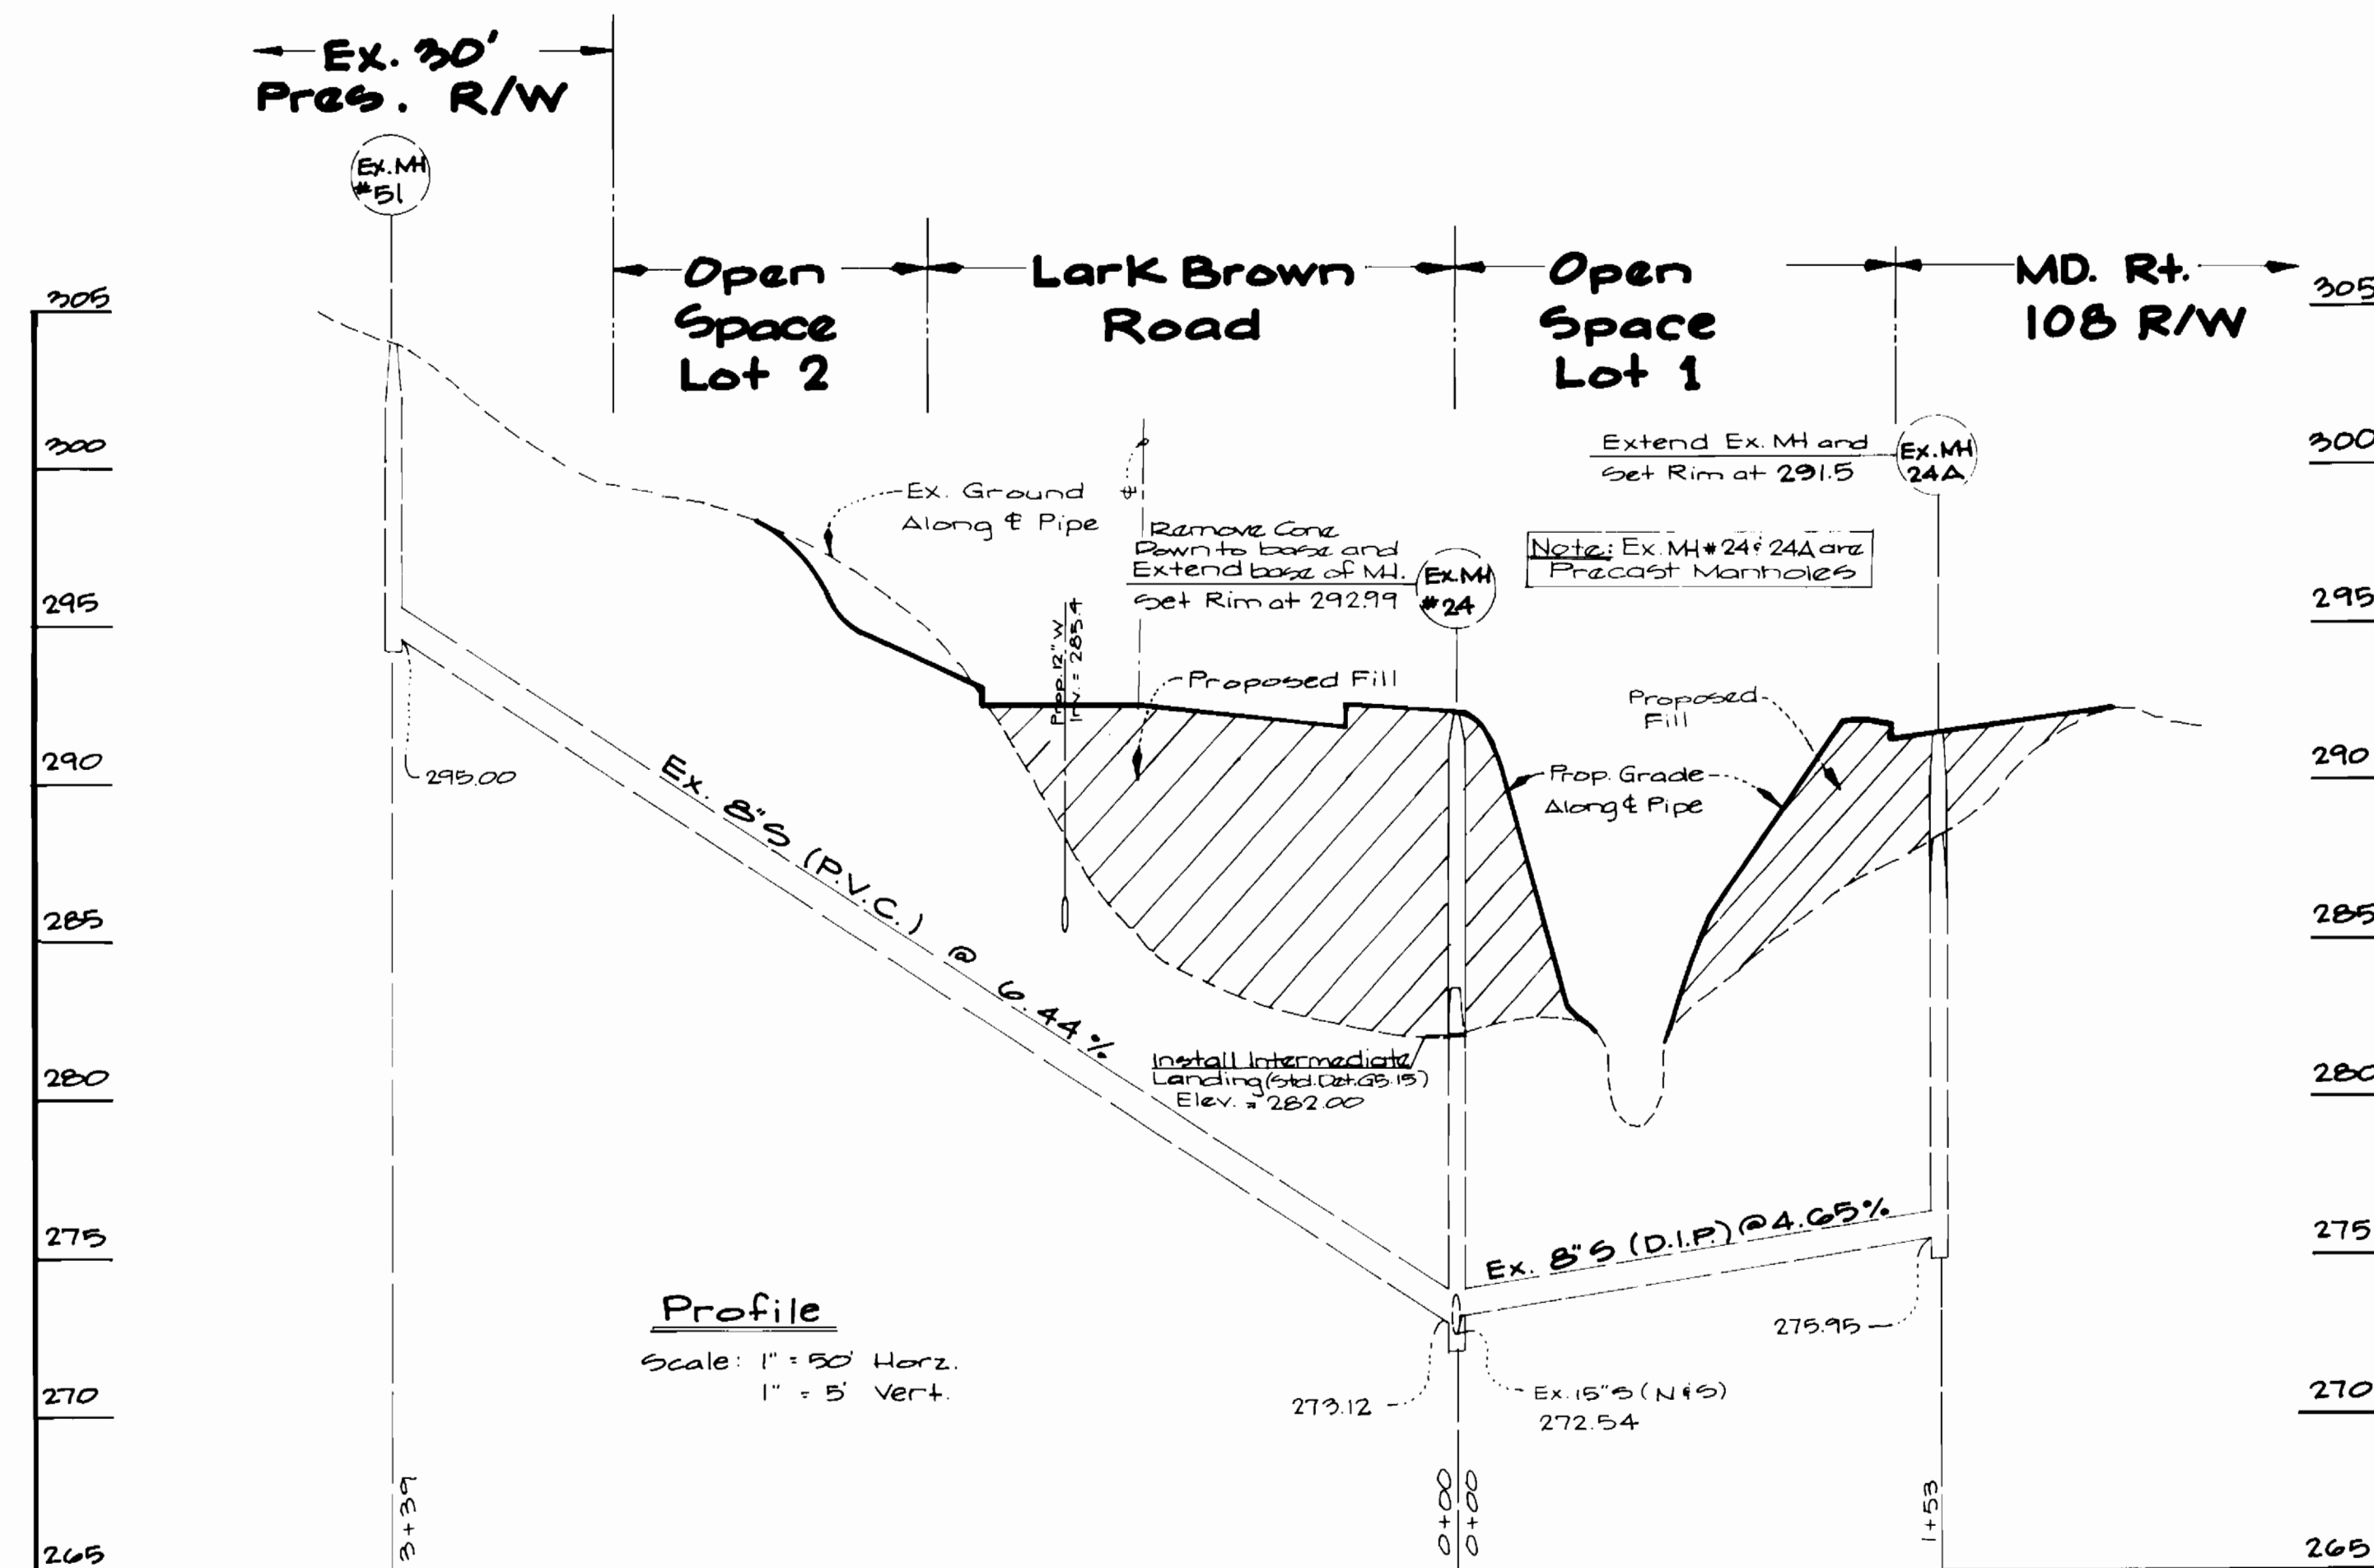 Ex. 30'
Pres. R/W
Ex. MH
#51
Open
Space
Lot 2
Lark Brown
Road
Open
Space
Lot 1
MD. Rt.
108 R/W
305
300
295
290
285
280
275
270
265
305
300
295
290
285
280
275
270
265
Ex. Ground
Along ℄ Pipe
℄
Remove Cone
Down to base and
Extend base of MH.
Set Rim at 292.99
Ex. MH
#24
Extend Ex. MH and
Set Rim at 291.5
Ex. MH
24A
Note: Ex. MH #24 & 24A are
Precast Manholes
Prop. 12" W
Inv. = 285.4
Proposed Fill
Proposed
Fill
Prop. Grade
Along ℄ Pipe
295.00
Ex. 8"S (P.V.C.) @ 6.44%
Install Intermediate
Landing (Std. Det. G5.15)
Elev. = 282.00
Ex. 8"S (D.I.P.) @ 4.65%
275.95
273.12
Ex. 15"S (N & S)
272.54
Profile
Scale: 1" = 50' Horz.
1" = 5' Vert.
3+39
0+00
0+00
1+53